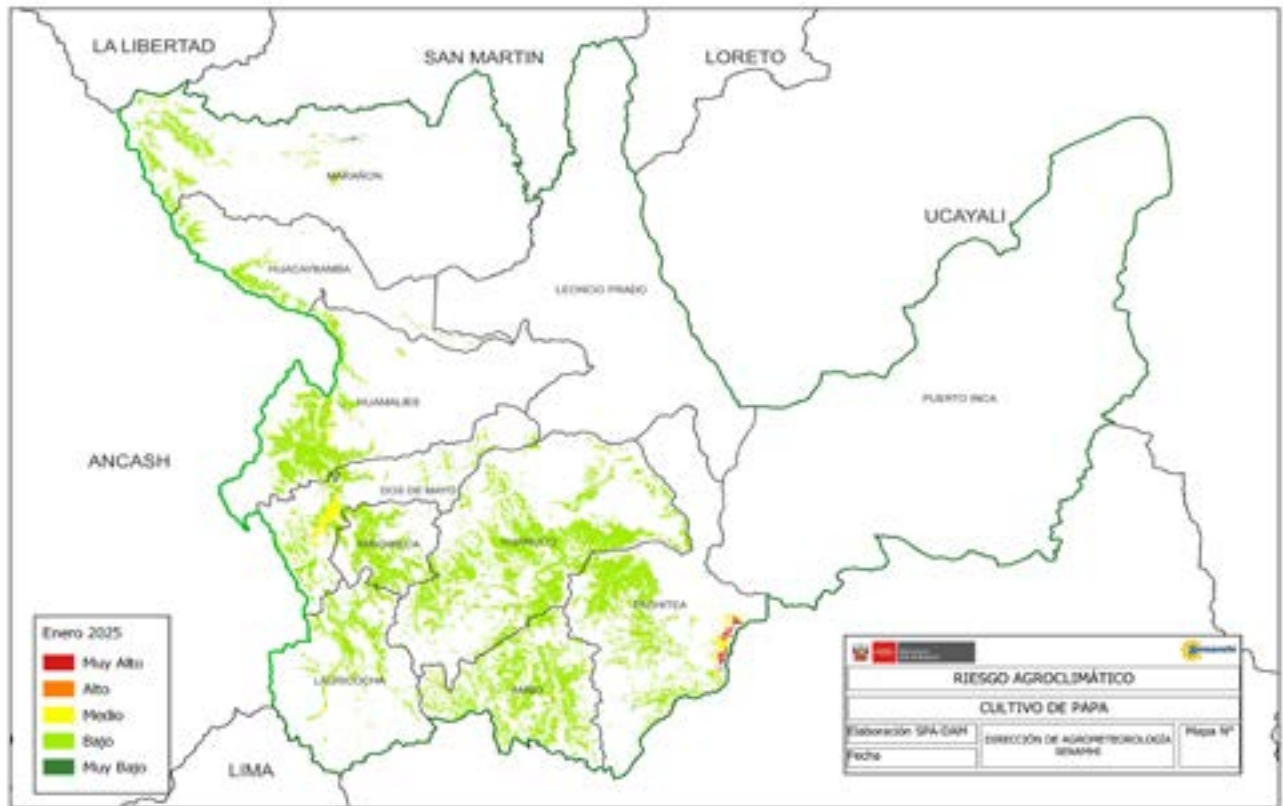 LA LIBERTAD
SAN MARTIN
LORETO
MARAÑON
UCAYALI
HUACAYBAMBA
LEONCIO PRADO
PUERTO INCA
HUAMALIES
ANCASH
DOS DE MAYO
PACHITEA
LAURICOCHA
AMBO
LIMA
Enero 2025
Muy Alto
Alto
Medio
Bajo
Muy Bajo
RIESGO AGROCLIMÁTICO
CULTIVO DE PAPA
Elaboración SPA-DAM
DIRECCIÓN DE AGROMETEOROLOGÍA
SENAMHI
Mapa N°
Fecha